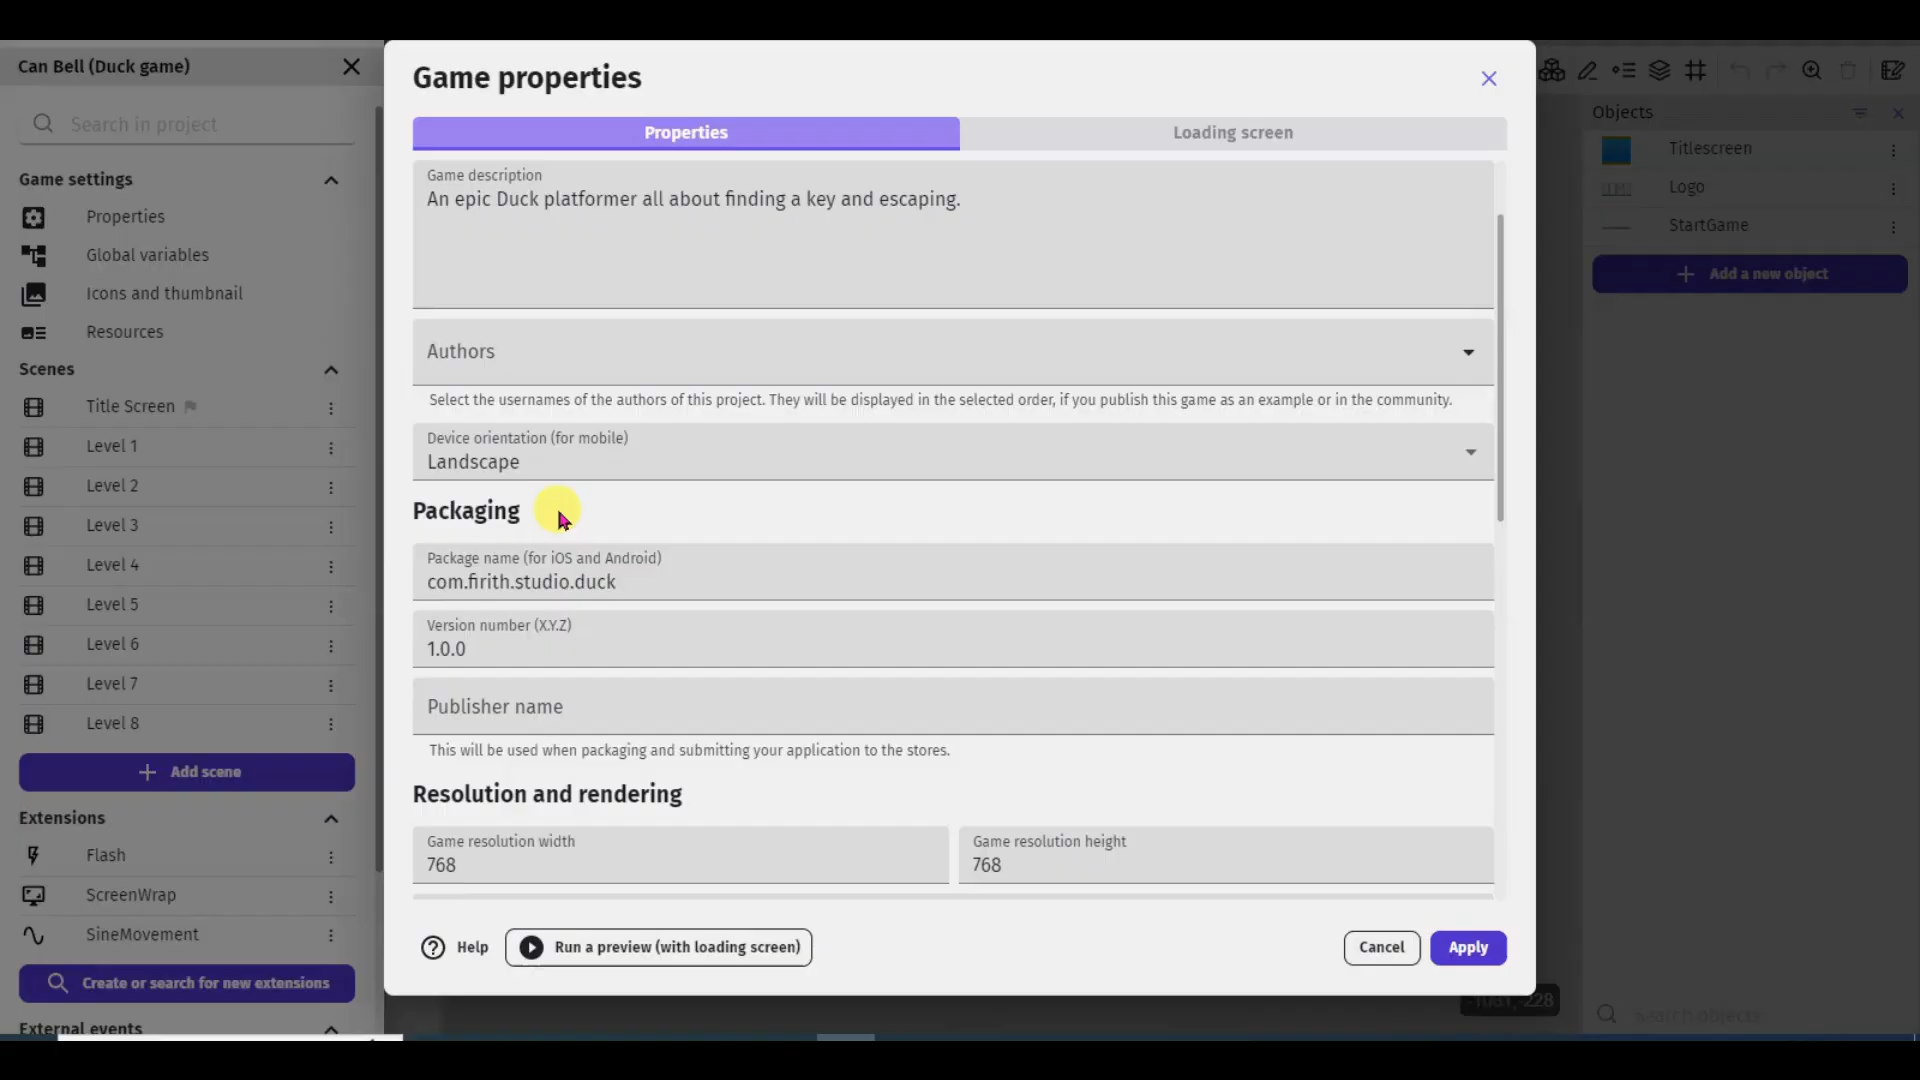 Can Bell (Duck game)
Search in project
Game settings
Properties
Global variables
Icons and thumbnail
Resources
Scenes
Title Screen
Level 1
Level 2
Level 3
Level 4
Level 5
Level 6
Level 7
Level 8
Add scene
Extensions
Flash
ScreenWrap
SineMovement
Create or search for new extensions
External events
Game properties
Properties
Loading screen
Game description
An epic Duck platformer all about finding a key and escaping.
Authors
Select the usernames of the authors of this project. They will be displayed in the selected order, if you publish this game as an example or in the community.
Device orientation (for mobile)
Landscape
Packaging
Package name (for iOS and Android)
com.firith.studio.duck
Version number (X.Y.Z)
1.0.0
Publisher name
This will be used when packaging and submitting your application to the stores.
Resolution and rendering
Game resolution width
768
Game resolution height
768
Help
Run a preview (with loading screen)
Cancel
Apply
Objects
Titlescreen
Logo
StartGame
Add a new object
Search objects